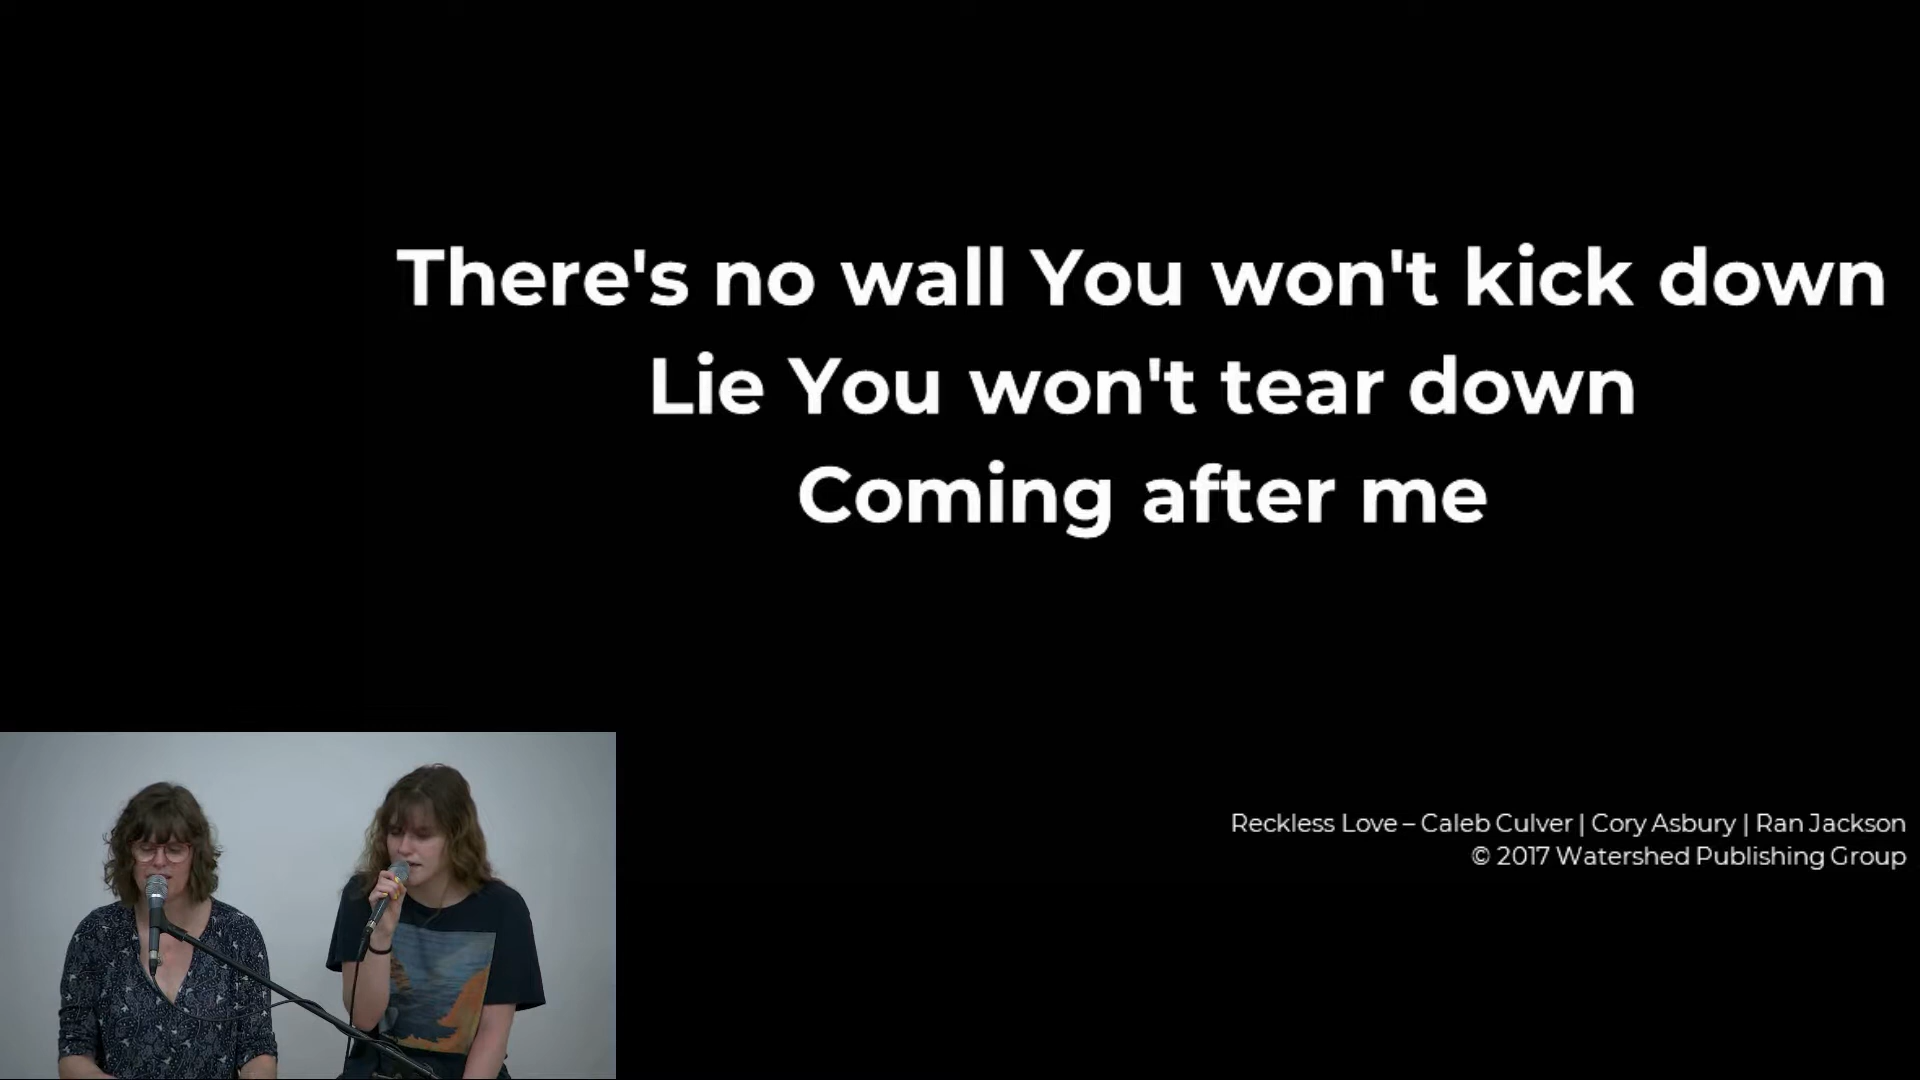 There's no wall You won't kick down
Lie You won't tear down
Coming after me
Reckless Love – Caleb Culver | Cory Asbury | Ran Jackson
© 2017 Watershed Publishing Group